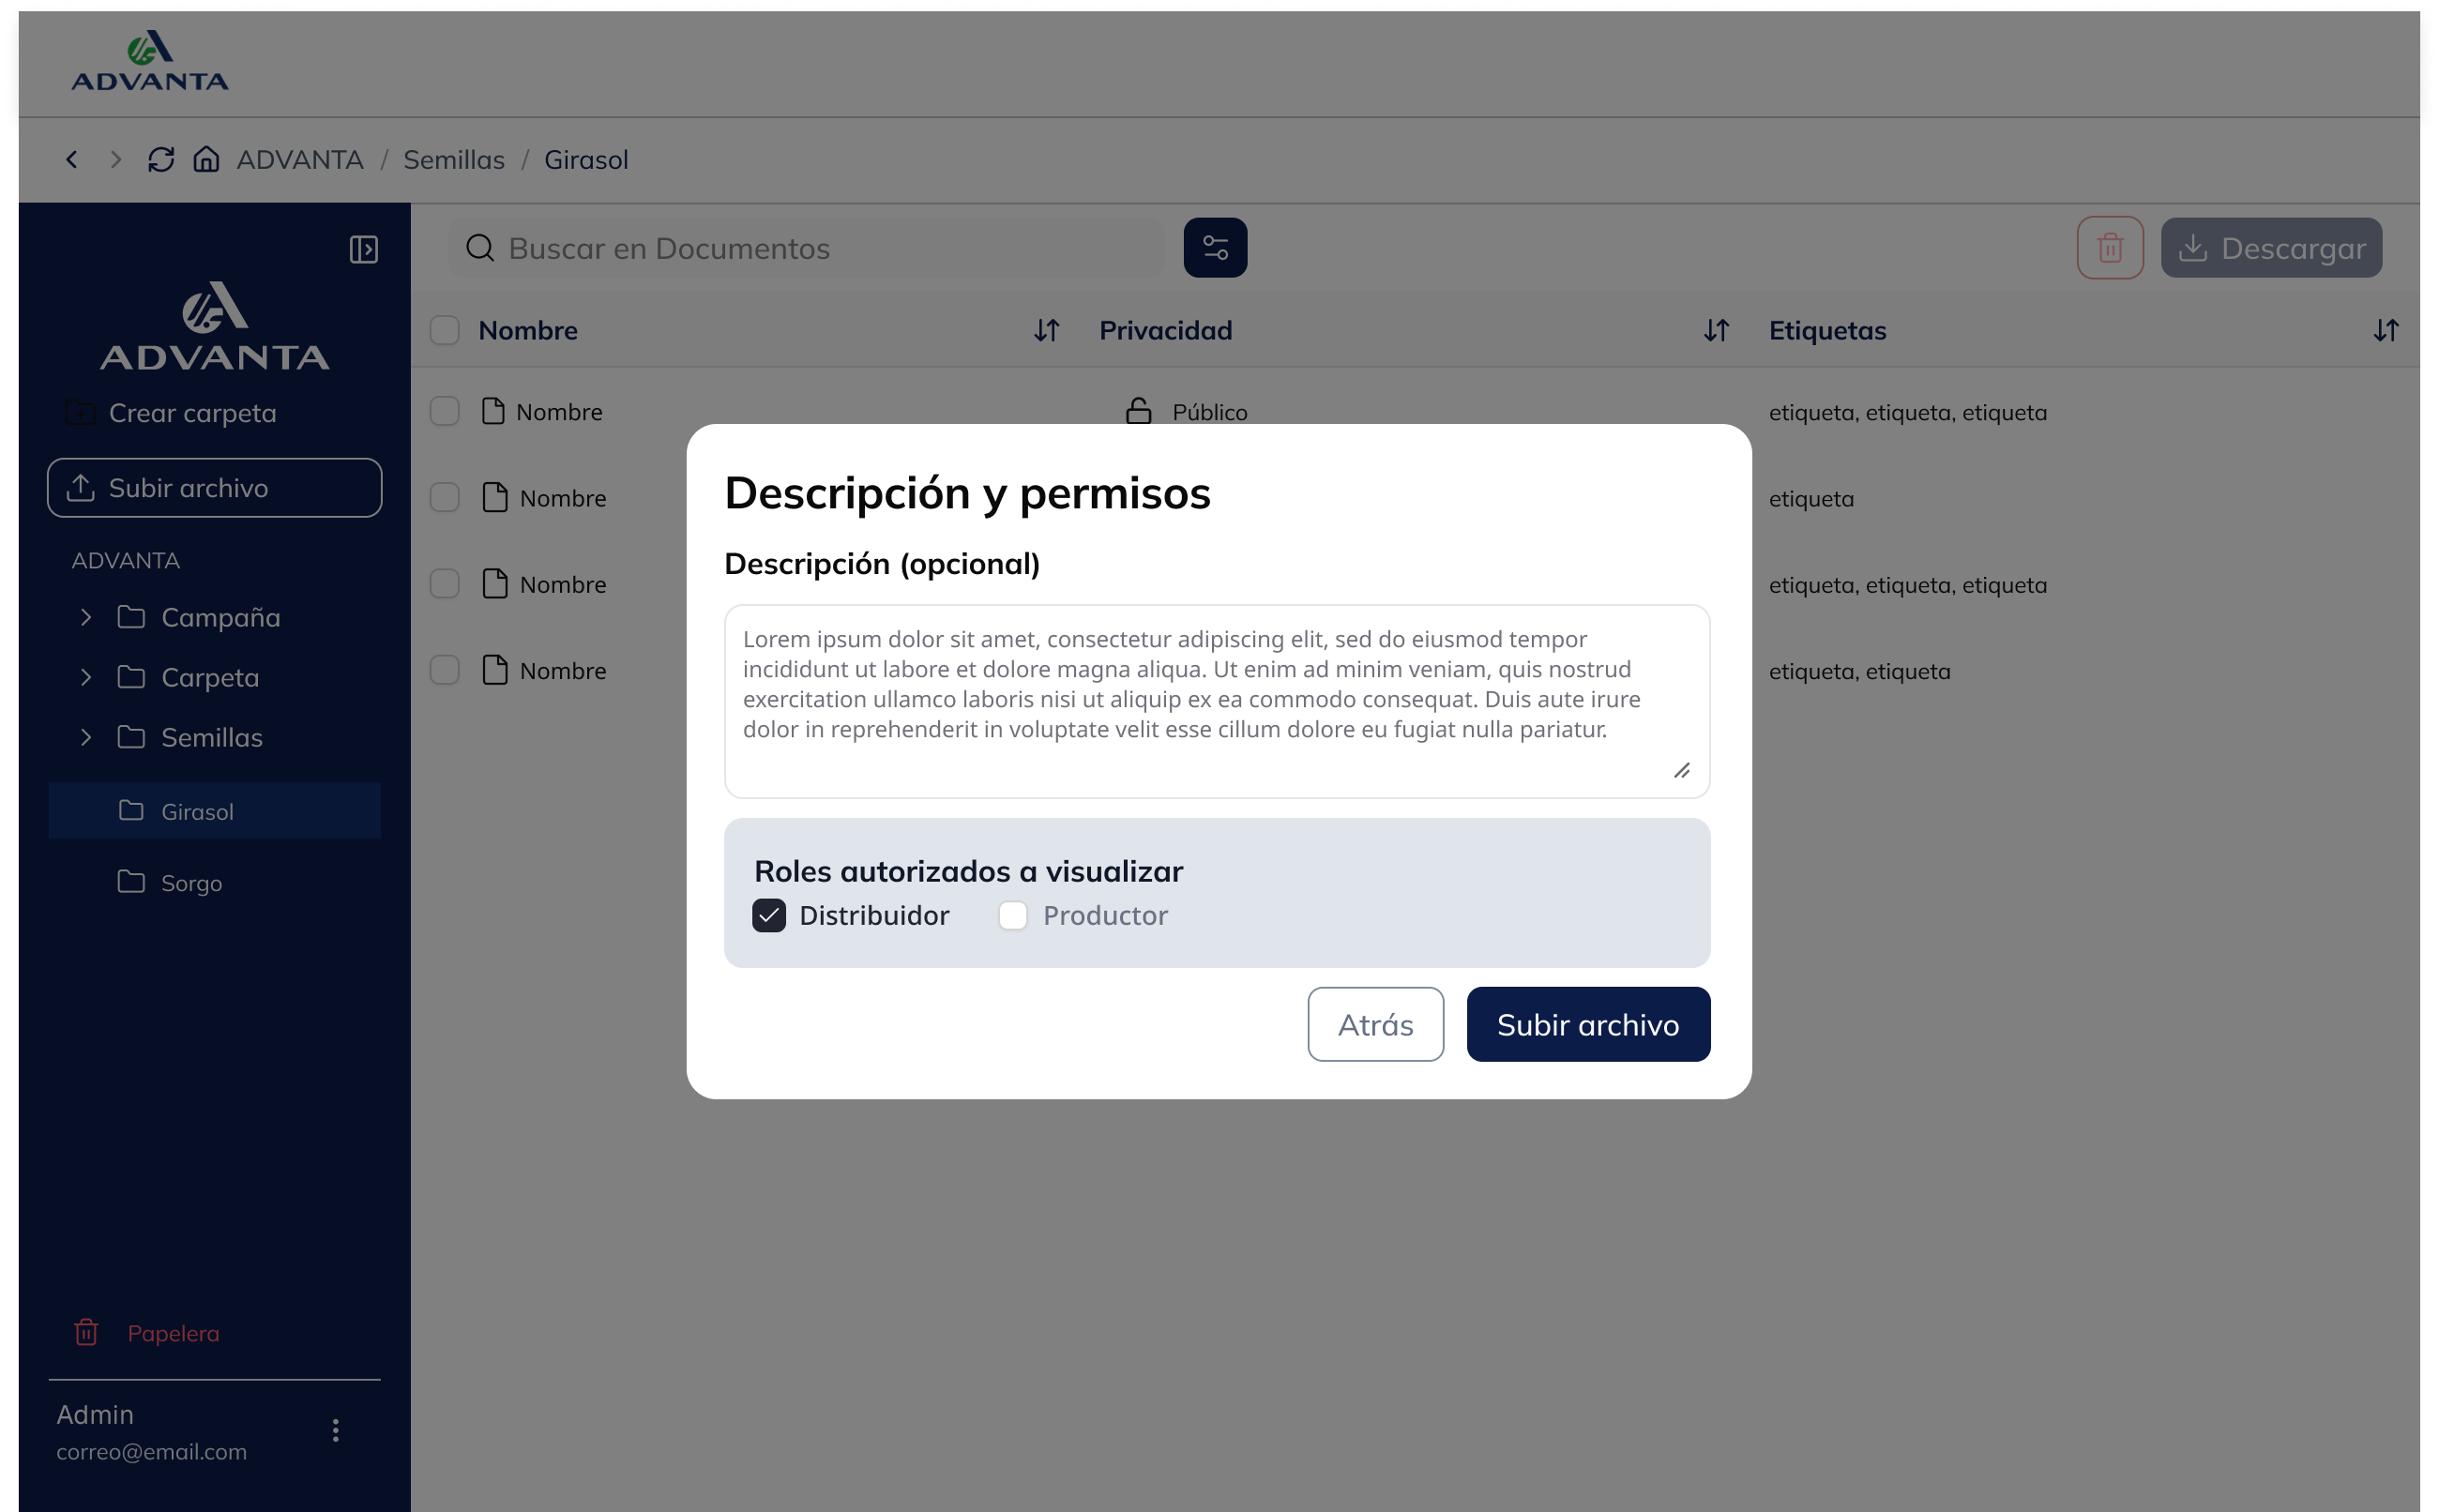 ADVANTA
ADVANTA / Semillas / Girasol
Buscar en Documentos
Descargar
ADVANTA
Crear carpeta
Subir archivo
ADVANTA
Campaña
Carpeta
Semillas
Girasol
Sorgo
Papelera
Admin
correo@email.com
Nombre Privacidad Etiquetas
Nombre Público etiqueta, etiqueta, etiqueta
Nombre etiqueta
Nombre etiqueta, etiqueta, etiqueta
Nombre etiqueta, etiqueta
Descripción y permisos
Descripción (opcional)
Lorem ipsum dolor sit amet, consectetur adipiscing elit, sed do eiusmod tempor
incididunt ut labore et dolore magna aliqua. Ut enim ad minim veniam, quis nostrud
exercitation ullamco laboris nisi ut aliquip ex ea commodo consequat. Duis aute irure
dolor in reprehenderit in voluptate velit esse cillum dolore eu fugiat nulla pariatur.
Roles autorizados a visualizar
Distribuidor Productor
Atrás Subir archivo